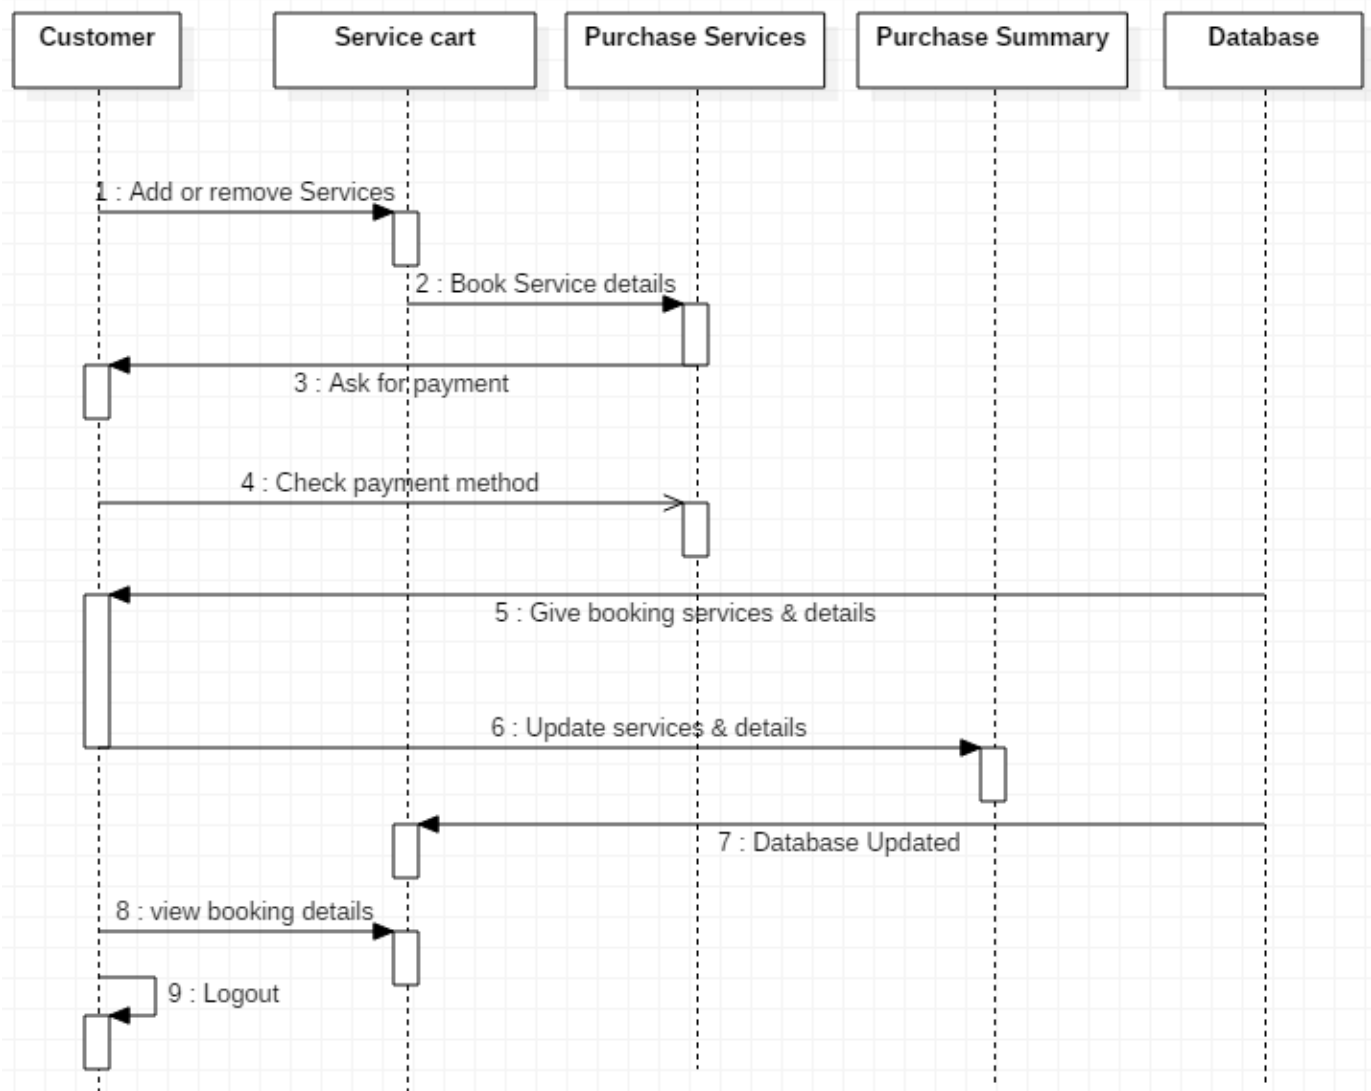 Customer
Service cart
Purchase Services
Purchase Summary
Database
1 : Add or remove Services
2 : Book Service details
3 : Ask for payment
4 : Check payment method
5 : Give booking services & details
6 : Update services & details
7 : Database Updated
8 : view booking details
9 : Logout